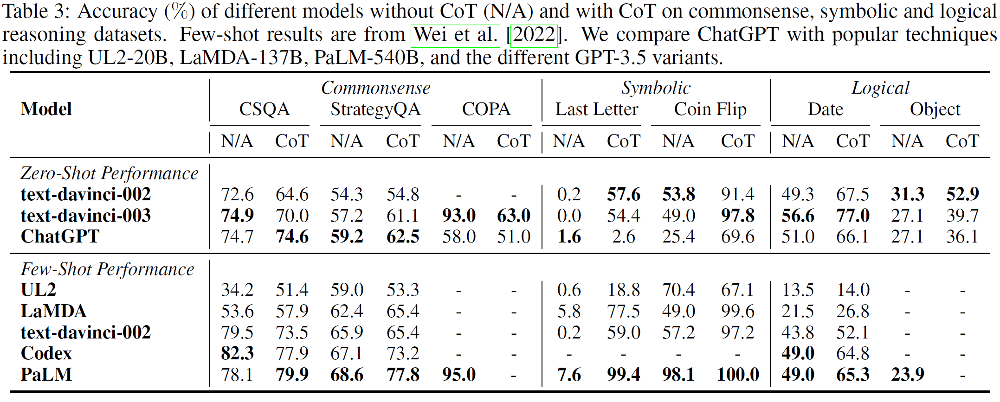 Table 3: Accuracy (%) of different models without CoT (N/A) and with CoT on commonsense, symbolic and logical
reasoning datasets. Few-shot results are from Wei et al. [2022]. We compare ChatGPT with popular techniques
including UL2-20B, LaMDA-137B, PaLM-540B, and the different GPT-3.5 variants.
Commonsense Symbolic Logical
Model CSQA StrategyQA COPA Last Letter Coin Flip Date Object
N/A CoT N/A CoT N/A CoT N/A CoT N/A CoT N/A CoT N/A CoT
Zero-Shot Performance
text-davinci-002 72.6 64.6 54.3 54.8 - - 0.2 57.6 53.8 91.4 49.3 67.5 31.3 52.9
text-davinci-003 74.9 70.0 57.2 61.1 93.0 63.0 0.0 54.4 49.0 97.8 56.6 77.0 27.1 39.7
ChatGPT 74.7 74.6 59.2 62.5 58.0 51.0 1.6 2.6 25.4 69.6 51.0 66.1 27.1 36.1
Few-Shot Performance
UL2 34.2 51.4 59.0 53.3 - - 0.6 18.8 70.4 67.1 13.5 14.0 - -
LaMDA 53.6 57.9 62.4 65.4 - - 5.8 77.5 49.0 99.6 21.5 26.8 - -
text-davinci-002 79.5 73.5 65.9 65.4 - - 0.2 59.0 57.2 97.2 43.8 52.1 - -
Codex 82.3 77.9 67.1 73.2 - - - - - - 49.0 64.8 - -
PaLM 78.1 79.9 68.6 77.8 95.0 - 7.6 99.4 98.1 100.0 49.0 65.3 23.9 -